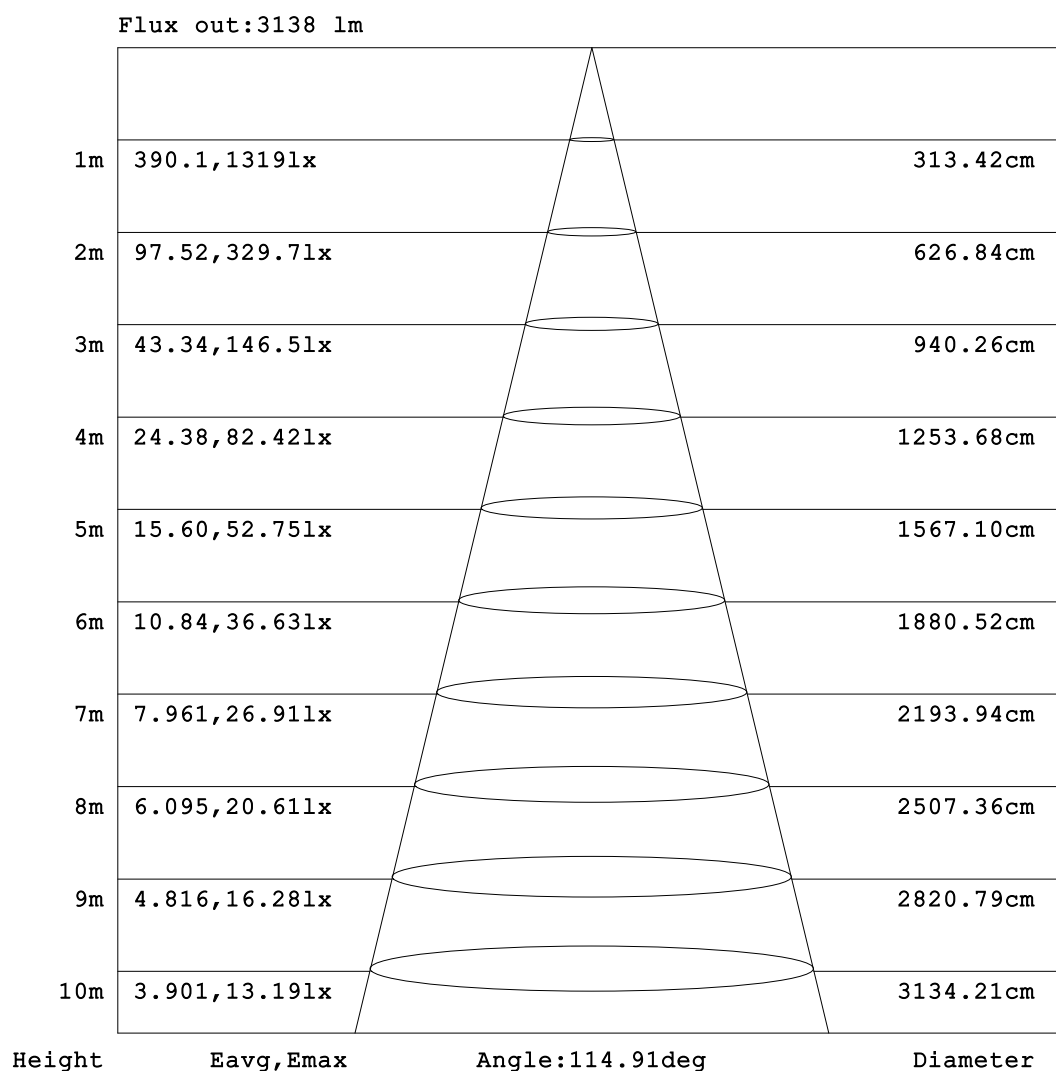 Flux out:3138 lm
1m 390.1,1319lx 313.42cm
2m 97.52,329.7lx 626.84cm
3m 43.34,146.5lx 940.26cm
4m 24.38,82.42lx 1253.68cm
5m 15.60,52.75lx 1567.10cm
6m 10.84,36.63lx 1880.52cm
7m 7.961,26.91lx 2193.94cm
8m 6.095,20.61lx 2507.36cm
9m 4.816,16.28lx 2820.79cm
10m 3.901,13.19lx 3134.21cm
Height Eavg,Emax Angle:114.91deg Diameter